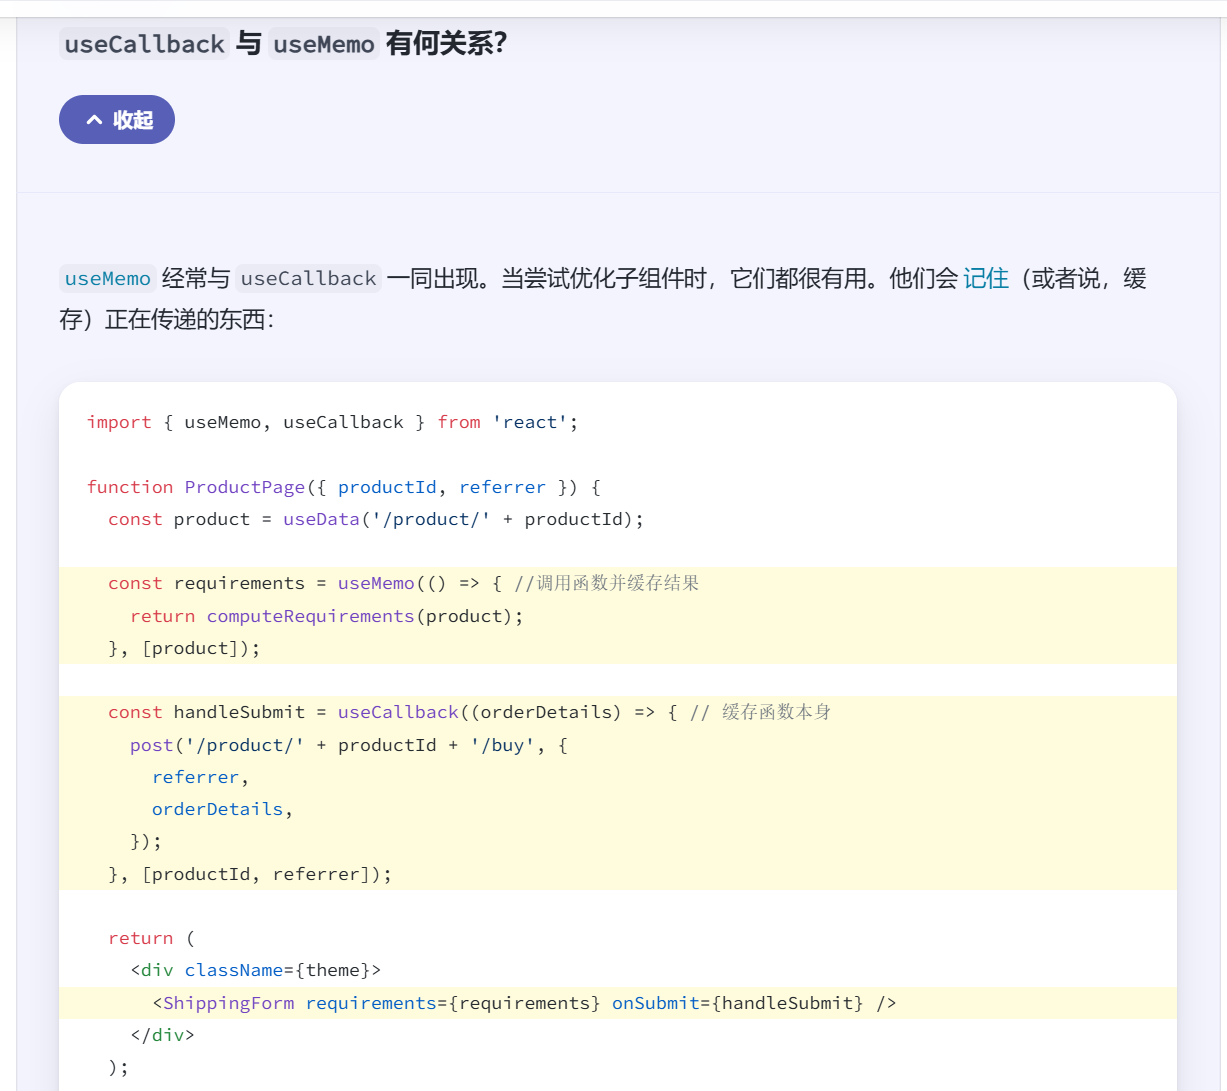 useCallback 与 useMemo 有何关系？
收起
useMemo 经常与 useCallback 一同出现。当尝试优化子组件时，它们都很有用。他们会 记住（或者说，缓
存）正在传递的东西：
import { useMemo, useCallback } from 'react';
function ProductPage({ productId, referrer }) {
  const product = useData('/product/' + productId);
  const requirements = useMemo(() => { //调用函数并缓存结果
    return computeRequirements(product);
  }, [product]);
  const handleSubmit = useCallback((orderDetails) => { // 缓存函数本身
    post('/product/' + productId + '/buy', {
      referrer,
      orderDetails,
    });
  }, [productId, referrer]);
  return (
    <div className={theme}>
      <ShippingForm requirements={requirements} onSubmit={handleSubmit} />
    </div>
  );